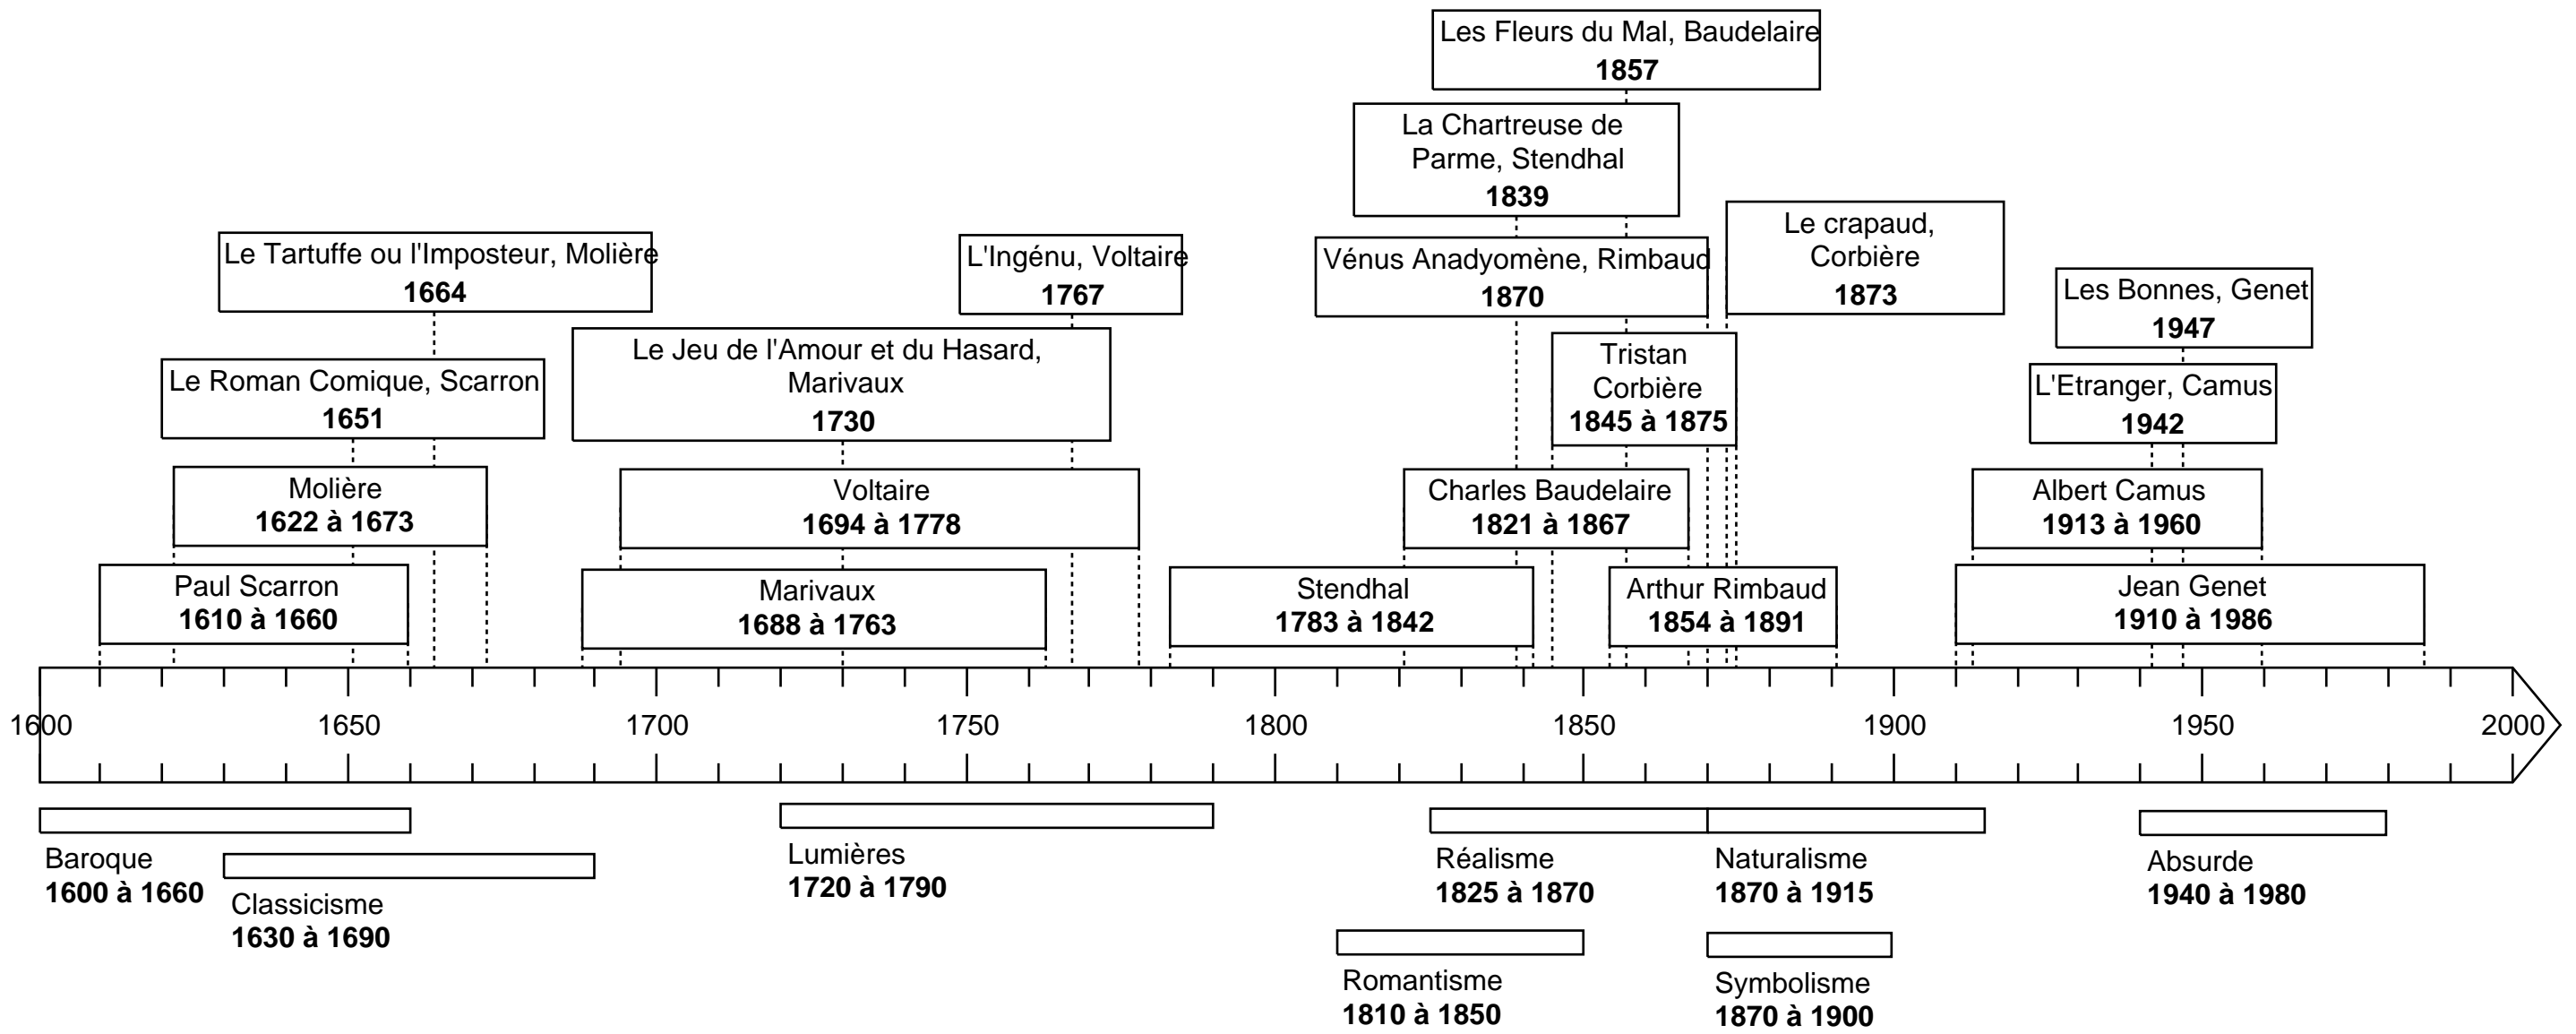 Les Fleurs du Mal, Baudelaire
1857
La Chartreuse de
Parme, Stendhal
1839
Le Tartuffe ou l'Imposteur, Molière
1664
L'Ingénu, Voltaire
1767
Vénus Anadyomène, Rimbaud
1870
Le crapaud,
Corbière
1873
Les Bonnes, Genet
1947
Le Roman Comique, Scarron
1651
Le Jeu de l'Amour et du Hasard,
Marivaux
1730
Tristan
Corbière
1845 à 1875
L'Etranger, Camus
1942
Molière
1622 à 1673
Voltaire
1694 à 1778
Charles Baudelaire
1821 à 1867
Albert Camus
1913 à 1960
Paul Scarron
1610 à 1660
Marivaux
1688 à 1763
Stendhal
1783 à 1842
Arthur Rimbaud
1854 à 1891
Jean Genet
1910 à 1986
1600 1650 1700 1750 1800 1850 1900 1950 2000
Baroque
1600 à 1660
Classicisme
1630 à 1690
Lumières
1720 à 1790
Réalisme
1825 à 1870
Naturalisme
1870 à 1915
Absurde
1940 à 1980
Romantisme
1810 à 1850
Symbolisme
1870 à 1900